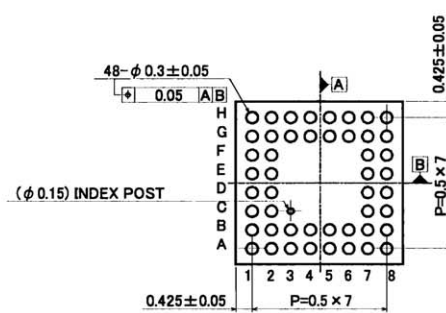 48-φ0.3±0.05
⌖ 0.05 A B
A
0.425±0.05
H
G
F
E
D
C
B
A
B
P=0.5×7
(φ0.15) INDEX POST
1 2 3 4 5 6 7 8
0.425±0.05
P=0.5×7